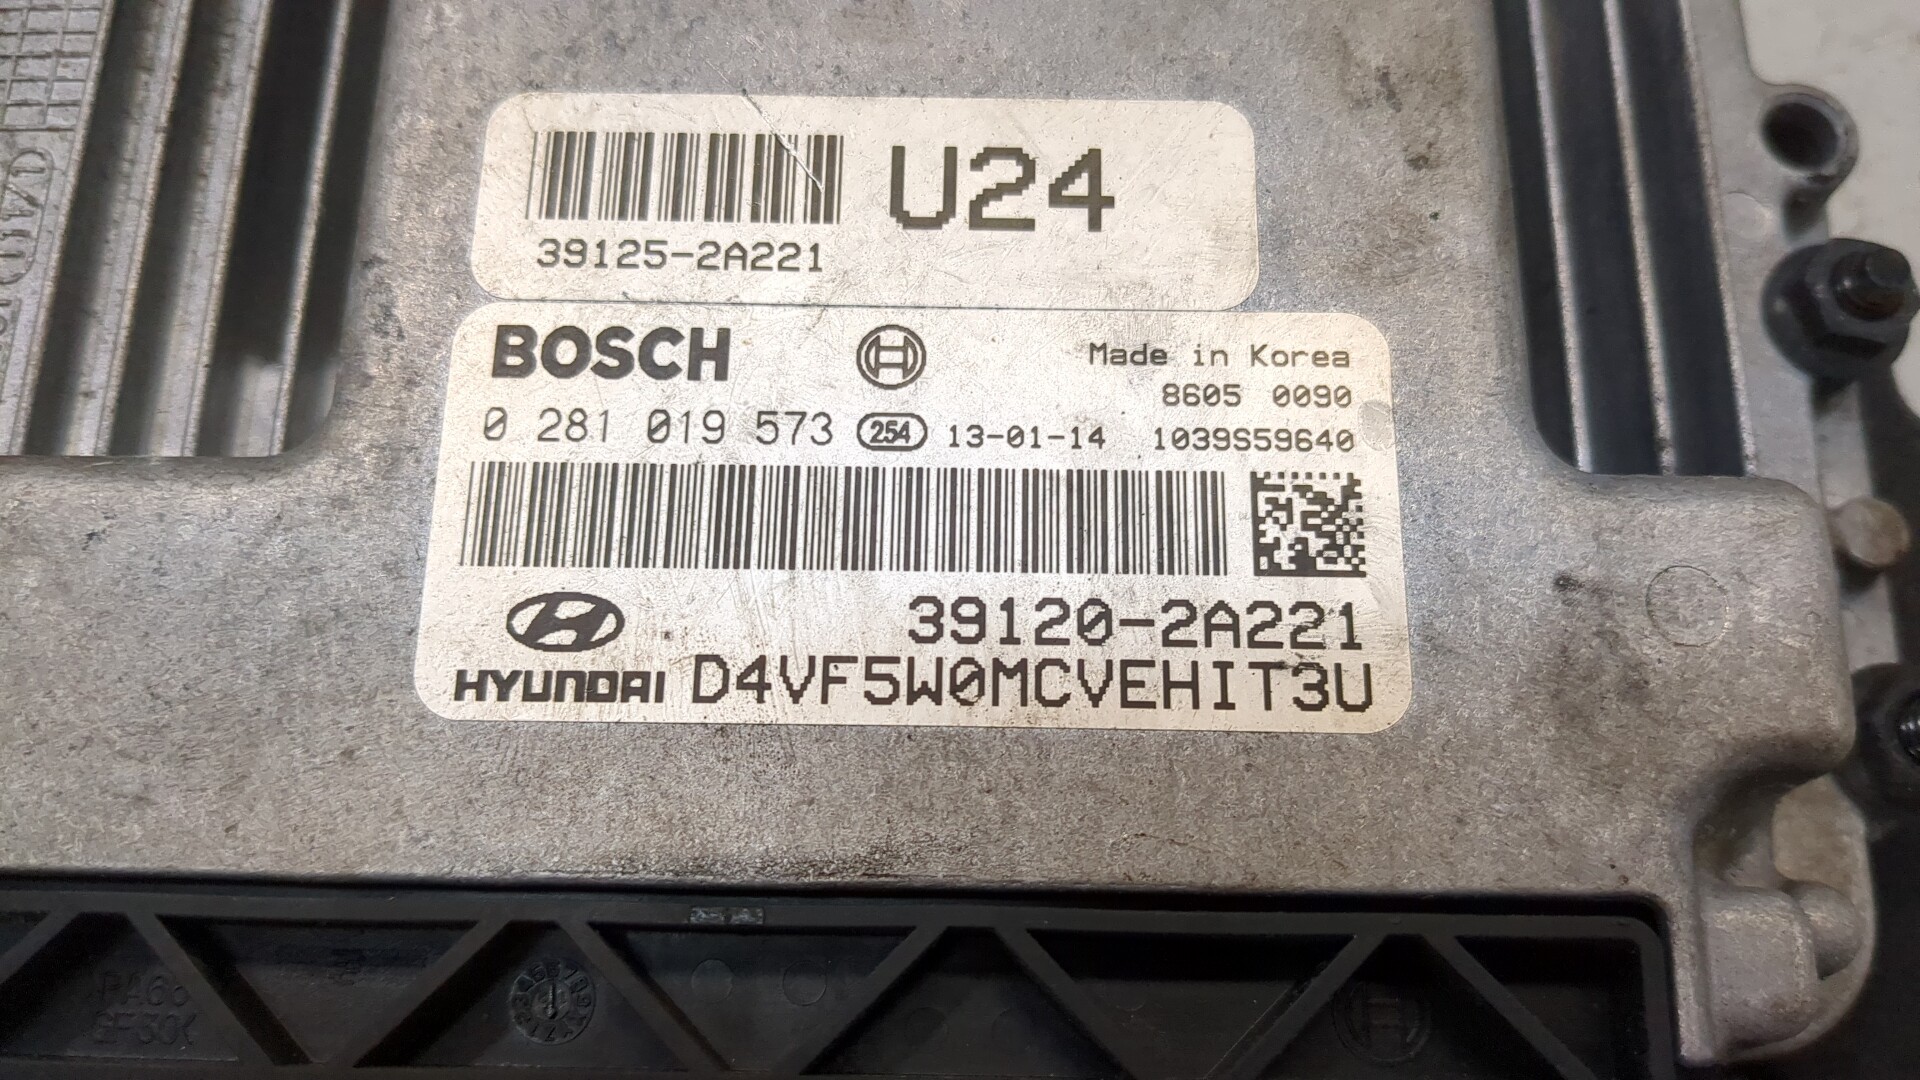 U24
39125-2A221
BOSCH
Made in Korea
8605 0090
0 281 019 573 254 13-01-14 1039S59640
39120-2A221
HYUNDAI D4VF5W0MCVEHIT3U